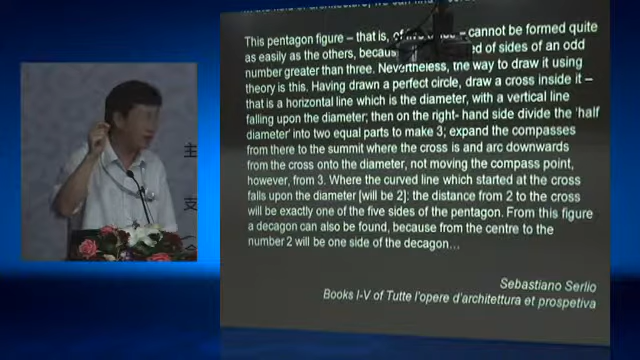 This pentagon figure – that is, of – cannot be formed quite
as easily as the others, because of sides of an odd
number greater than three. Nevertheless, the way to draw it using
theory is this. Having drawn a perfect circle, draw a cross inside it –
that is a horizontal line which is the diameter, with a vertical line
falling upon the diameter; then on the right- hand side divide the 'half
diameter' into two equal parts to make 3; expand the compasses
from there to the summit where the cross is and arc downwards
from the cross onto the diameter, not moving the compass point,
however, from 3. Where the curved line which started at the cross
falls upon the diameter [will be 2]: the distance from 2 to the cross
will be exactly one of the five sides of the pentagon. From this figure
a decagon can also be found, because from the centre to the
number 2 will be one side of the decagon…
Sebastiano Serlio
Books I-V of Tutte l'opere d'architettura et prospetiva
主
支